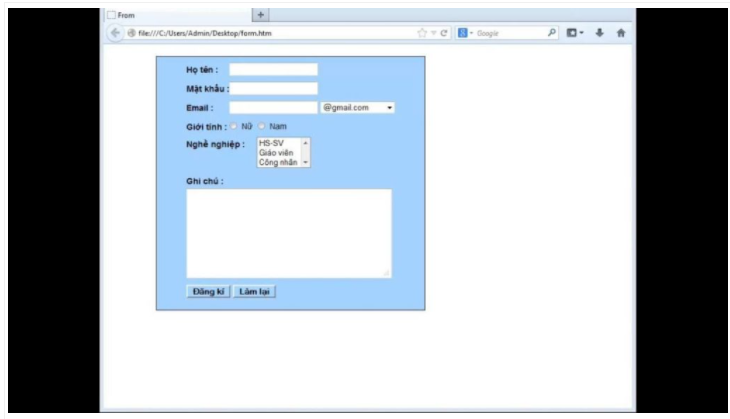 From
file:///C:/Users/Admin/Desktop/form.htm
Google
Họ tên :
Mật khẩu :
Email : @gmail.com
Giới tính : Nữ Nam
Nghề nghiệp : HS-SV
Giáo viên
Công nhân
Ghi chú :
Đăng kí Làm lại